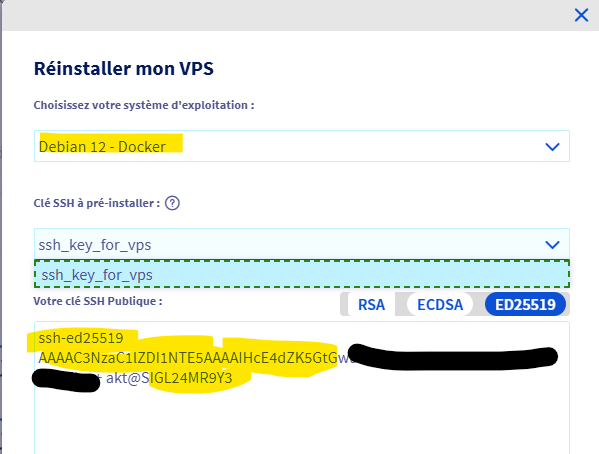 Réinstaller mon VPS
Choisissez votre système d'exploitation :
Debian 12 - Docker
Clé SSH à pré-installer : ?
ssh_key_for_vps
ssh_key_for_vps
Votre clé SSH Publique :
RSA
ECDSA
ED25519
ssh-ed25519
AAAAC3NzaC1lZDI1NTE5AAAAIHcE4dZK5GtGw
akt@SIGL24MR9Y3